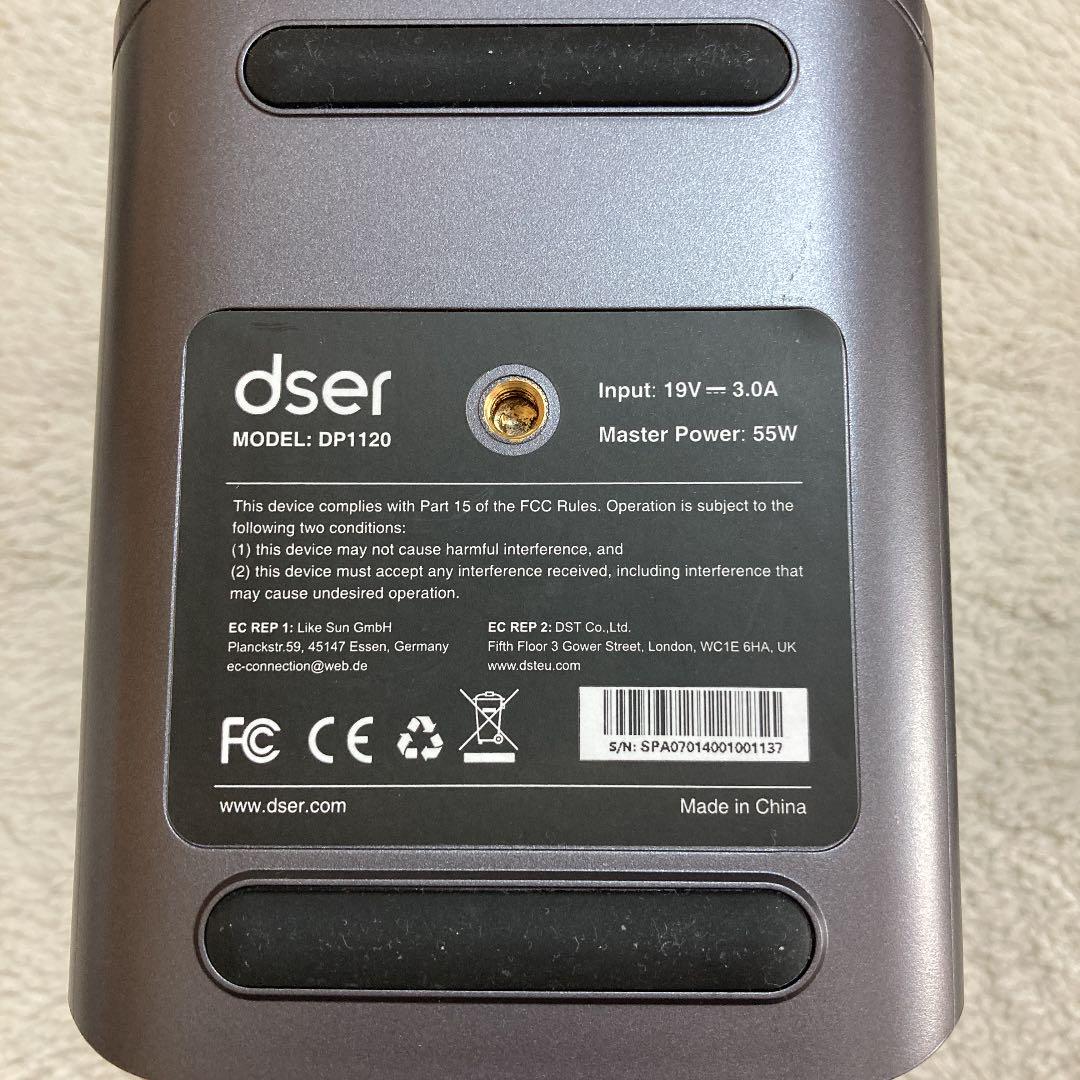 dser
MODEL: DP1120
Input: 19V⎓3.0A
Master Power: 55W
This device complies with Part 15 of the FCC Rules. Operation is subject to the
following two conditions:
(1) this device may not cause harmful interference, and
(2) this device must accept any interference received, including interference that
may cause undesired operation.
EC REP 1: Like Sun GmbH
Planckstr.59, 45147 Essen, Germany
ec-connection@web.de
EC REP 2: DST Co.,Ltd.
Fifth Floor 3 Gower Street, London, WC1E 6HA, UK
www.dsteu.com
FC CE
S/N: SPA07014001001137
www.dser.com
Made in China